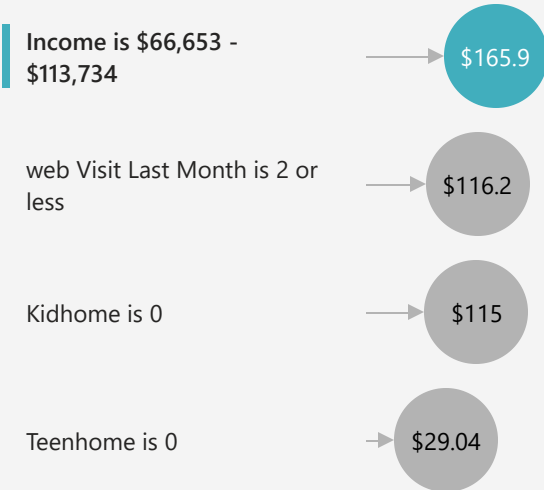 Income is $66,653 -
$113,734
$165.9
web Visit Last Month is 2 or
less
$116.2
Kidhome is 0
$115
Teenhome is 0
$29.04